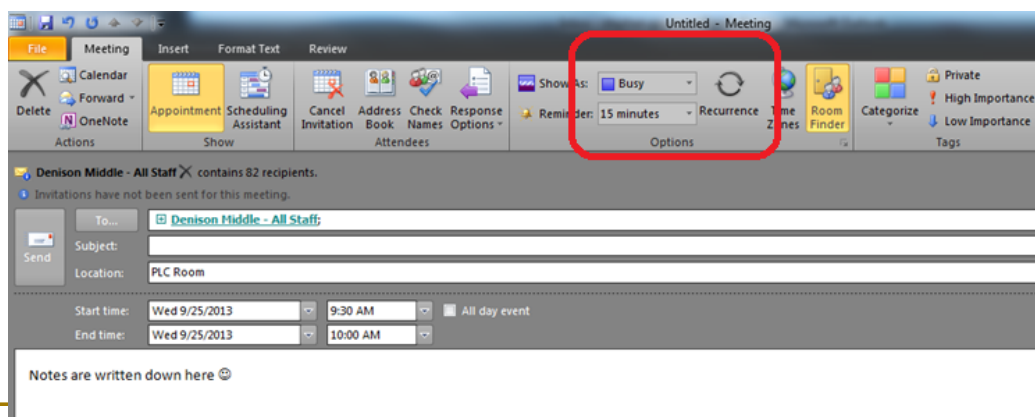 Untitled - Meeting
File Meeting Insert Format Text Review
Delete
Calendar
Forward
OneNote
Actions
Appointment
Scheduling Assistant
Show
Cancel Invitation
Address Book
Check Names
Response Options
Attendees
Show As: Busy
Reminder: 15 minutes
Recurrence
Time Zones
Room Finder
Options
Categorize
Private
High Importance
Low Importance
Tags
Denison Middle - All Staff contains 82 recipients.
Invitations have not been sent for this meeting.
Send
To... Denison Middle - All Staff;
Subject:
Location: PLC Room
Start time: Wed 9/25/2013 9:30 AM All day event
End time: Wed 9/25/2013 10:00 AM
Notes are written down here ☺